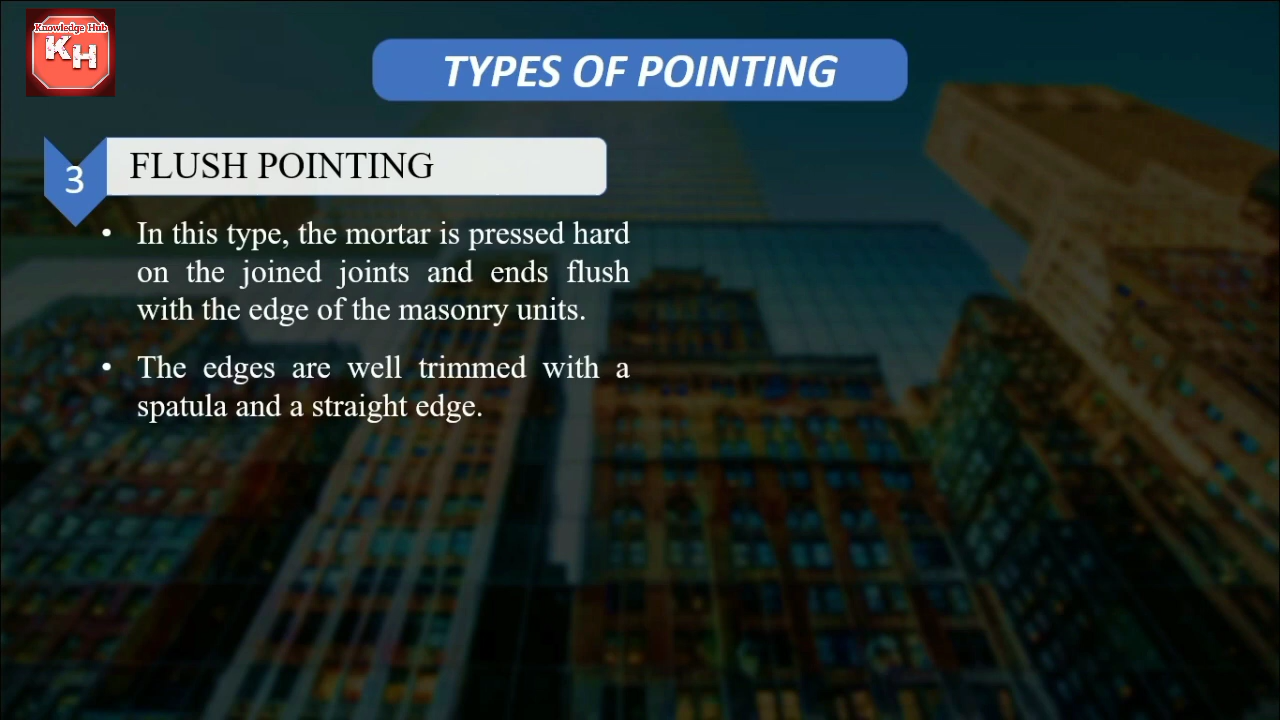 Knowledge Hub
KH
TYPES OF POINTING
3
FLUSH POINTING
• In this type, the mortar is pressed hard
on the joined joints and ends flush
with the edge of the masonry units.
• The edges are well trimmed with a
spatula and a straight edge.